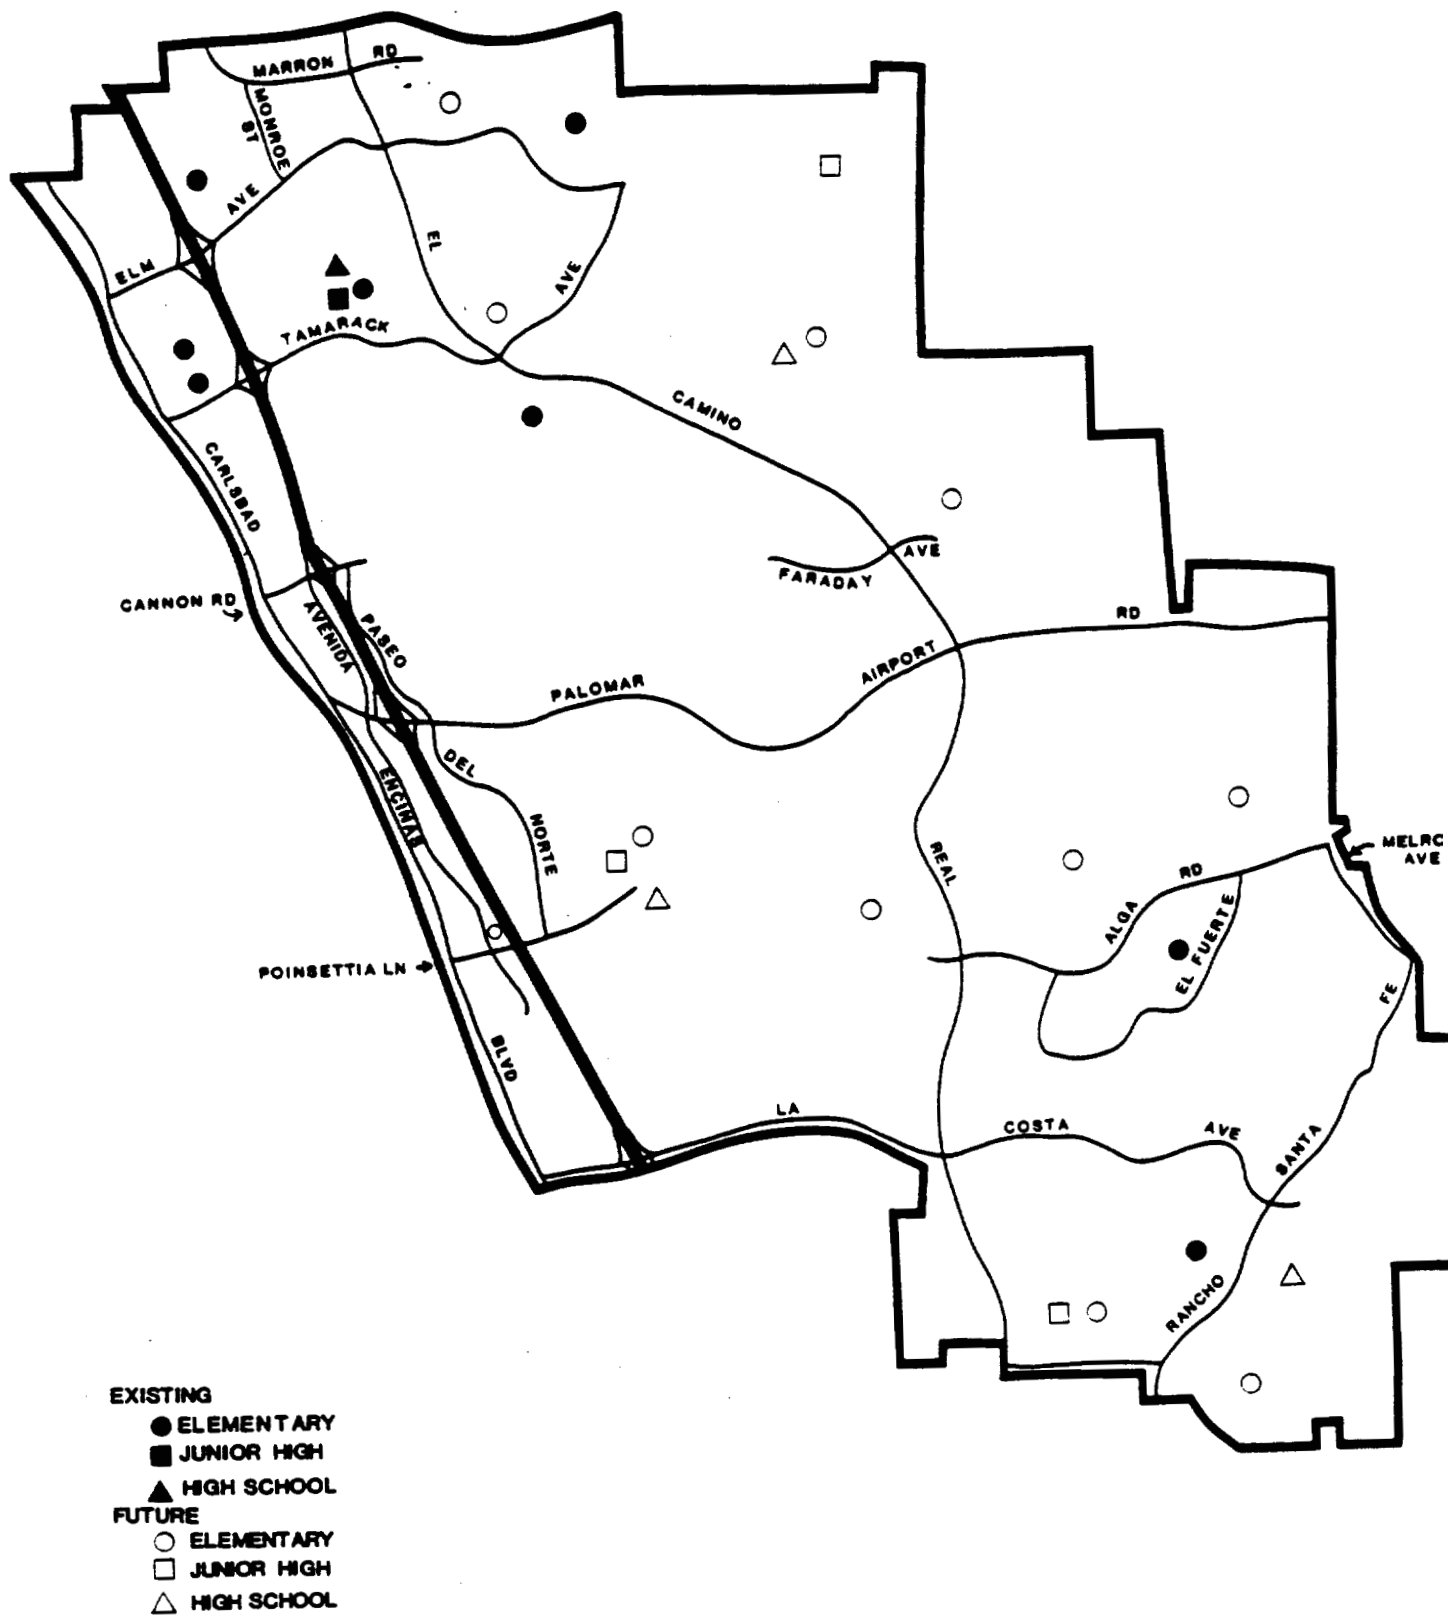 MARRON RD
MONROE ST
ELM AVE
EL CAMINO REAL
TAMARACK AVE
CARLSBAD BLVD
CANNON RD
AVENIDA ENCINAS
PASEO DEL NORTE
FARADAY AVE
PALOMAR AIRPORT RD
MELRO
AVE
ALGA RD
EL FUERTE
POINSETTIA LN
LA COSTA AVE
RANCHO SANTA FE
EXISTING
ELEMENTARY
JUNIOR HIGH
HIGH SCHOOL
FUTURE
ELEMENTARY
JUNIOR HIGH
HIGH SCHOOL